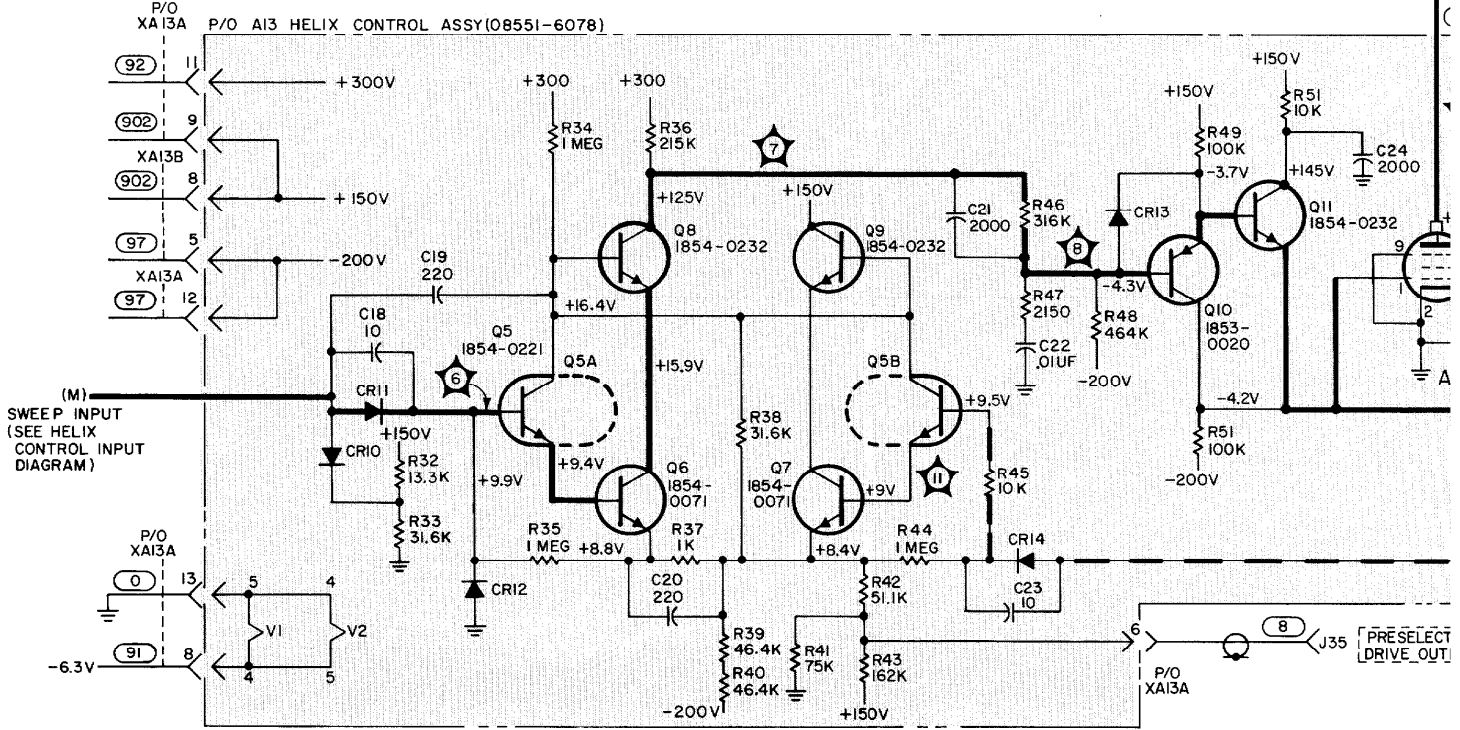 P/O
XA13A
P/O A13 HELIX CONTROL ASSY(08551-6078)
92
11
+300V
902
9
XA13B
902
8
+150V
97
5
-200V
XA13A
97
12
+300
+300
R34
1 MEG
R36
215K
7
+125V
+150V
Q8
1854-0232
Q9
1854-0232
C19
220
+16.4V
C18
10
Q5
1854-0221
Q5A
+15.9V
Q5B
6
(M)
SWEEP INPUT
(SEE HELIX
CONTROL INPUT
DIAGRAM)
CR11
+150V
CR10
R32
13.3K
R33
31.6K
+9.9V
+9.4V
Q6
1854-
0071
R38
31.6K
Q7
1854-
0071
+9V
+9.5V
11
R45
10K
R35
1 MEG
+8.8V
R37
1K
+8.4V
R44
1 MEG
CR14
CR12
C20
220
R42
51.1K
C23
10
R39
46.4K
R40
46.4K
-200V
R41
75K
R43
162K
+150V
C21
2000
R46
316K
8
CR13
R47
2150
C22
.01UF
R48
464K
-200V
-4.3V
+150V
R49
100K
-3.7V
Q10
1853-
0020
+150V
R51
10K
+145V
C24
2000
Q11
1854-0232
-4.2V
R51
100K
-200V
9
1
2
+
A
P/O
XA13A
0
13
5
4
V1
V2
-6.3V
91
8
4
5
6
P/O
XA13A
8
J35
PRESELECT
DRIVE OUT